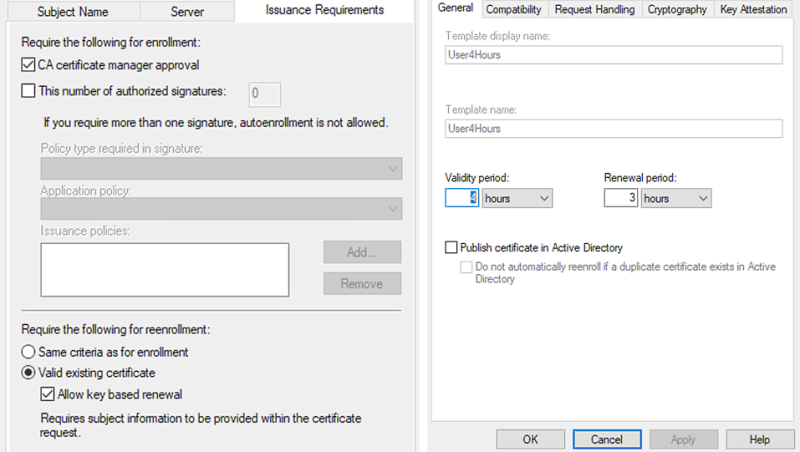 Subject Name
Server
Issuance Requirements
Require the following for enrollment:
CA certificate manager approval
This number of authorized signatures:
0
If you require more than one signature, autoenrollment is not allowed.
Policy type required in signature:
Application policy:
Issuance policies:
Add...
Remove
Require the following for reenrollment:
Same criteria as for enrollment
Valid existing certificate
Allow key based renewal
Requires subject information to be provided within the certificate
request.
General
Compatibility
Request Handling
Cryptography
Key Attestation
Template display name:
User4Hours
Template name:
User4Hours
Validity period:
Renewal period:
4 hours
3 hours
Publish certificate in Active Directory
Do not automatically reenroll if a duplicate certificate exists in Active
Directory
OK
Cancel
Apply
Help